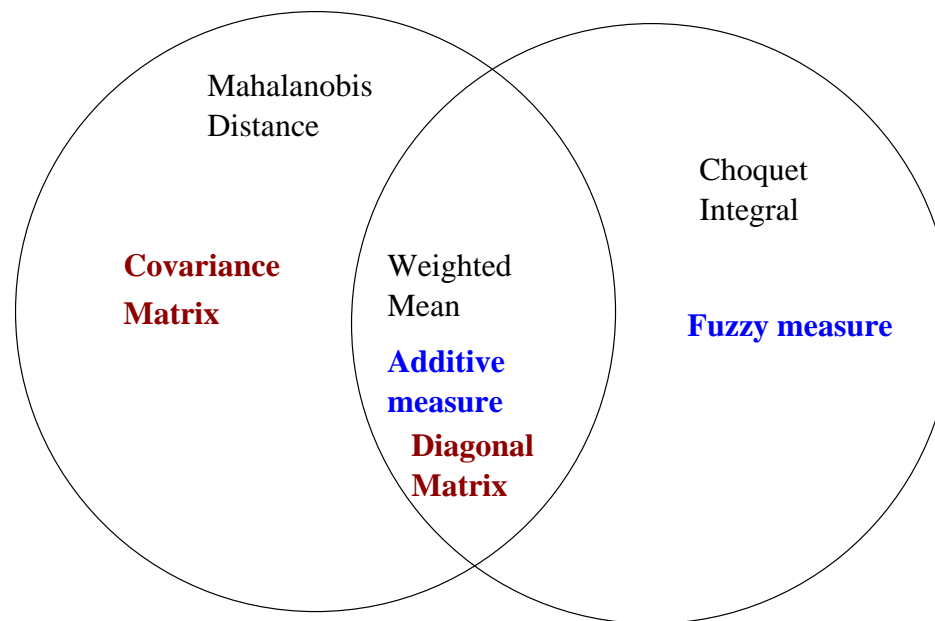 Mahalanobis
Distance
Covariance
Matrix
Weighted
Mean
Additive
measure
Diagonal
Matrix
Choquet
Integral
Fuzzy measure